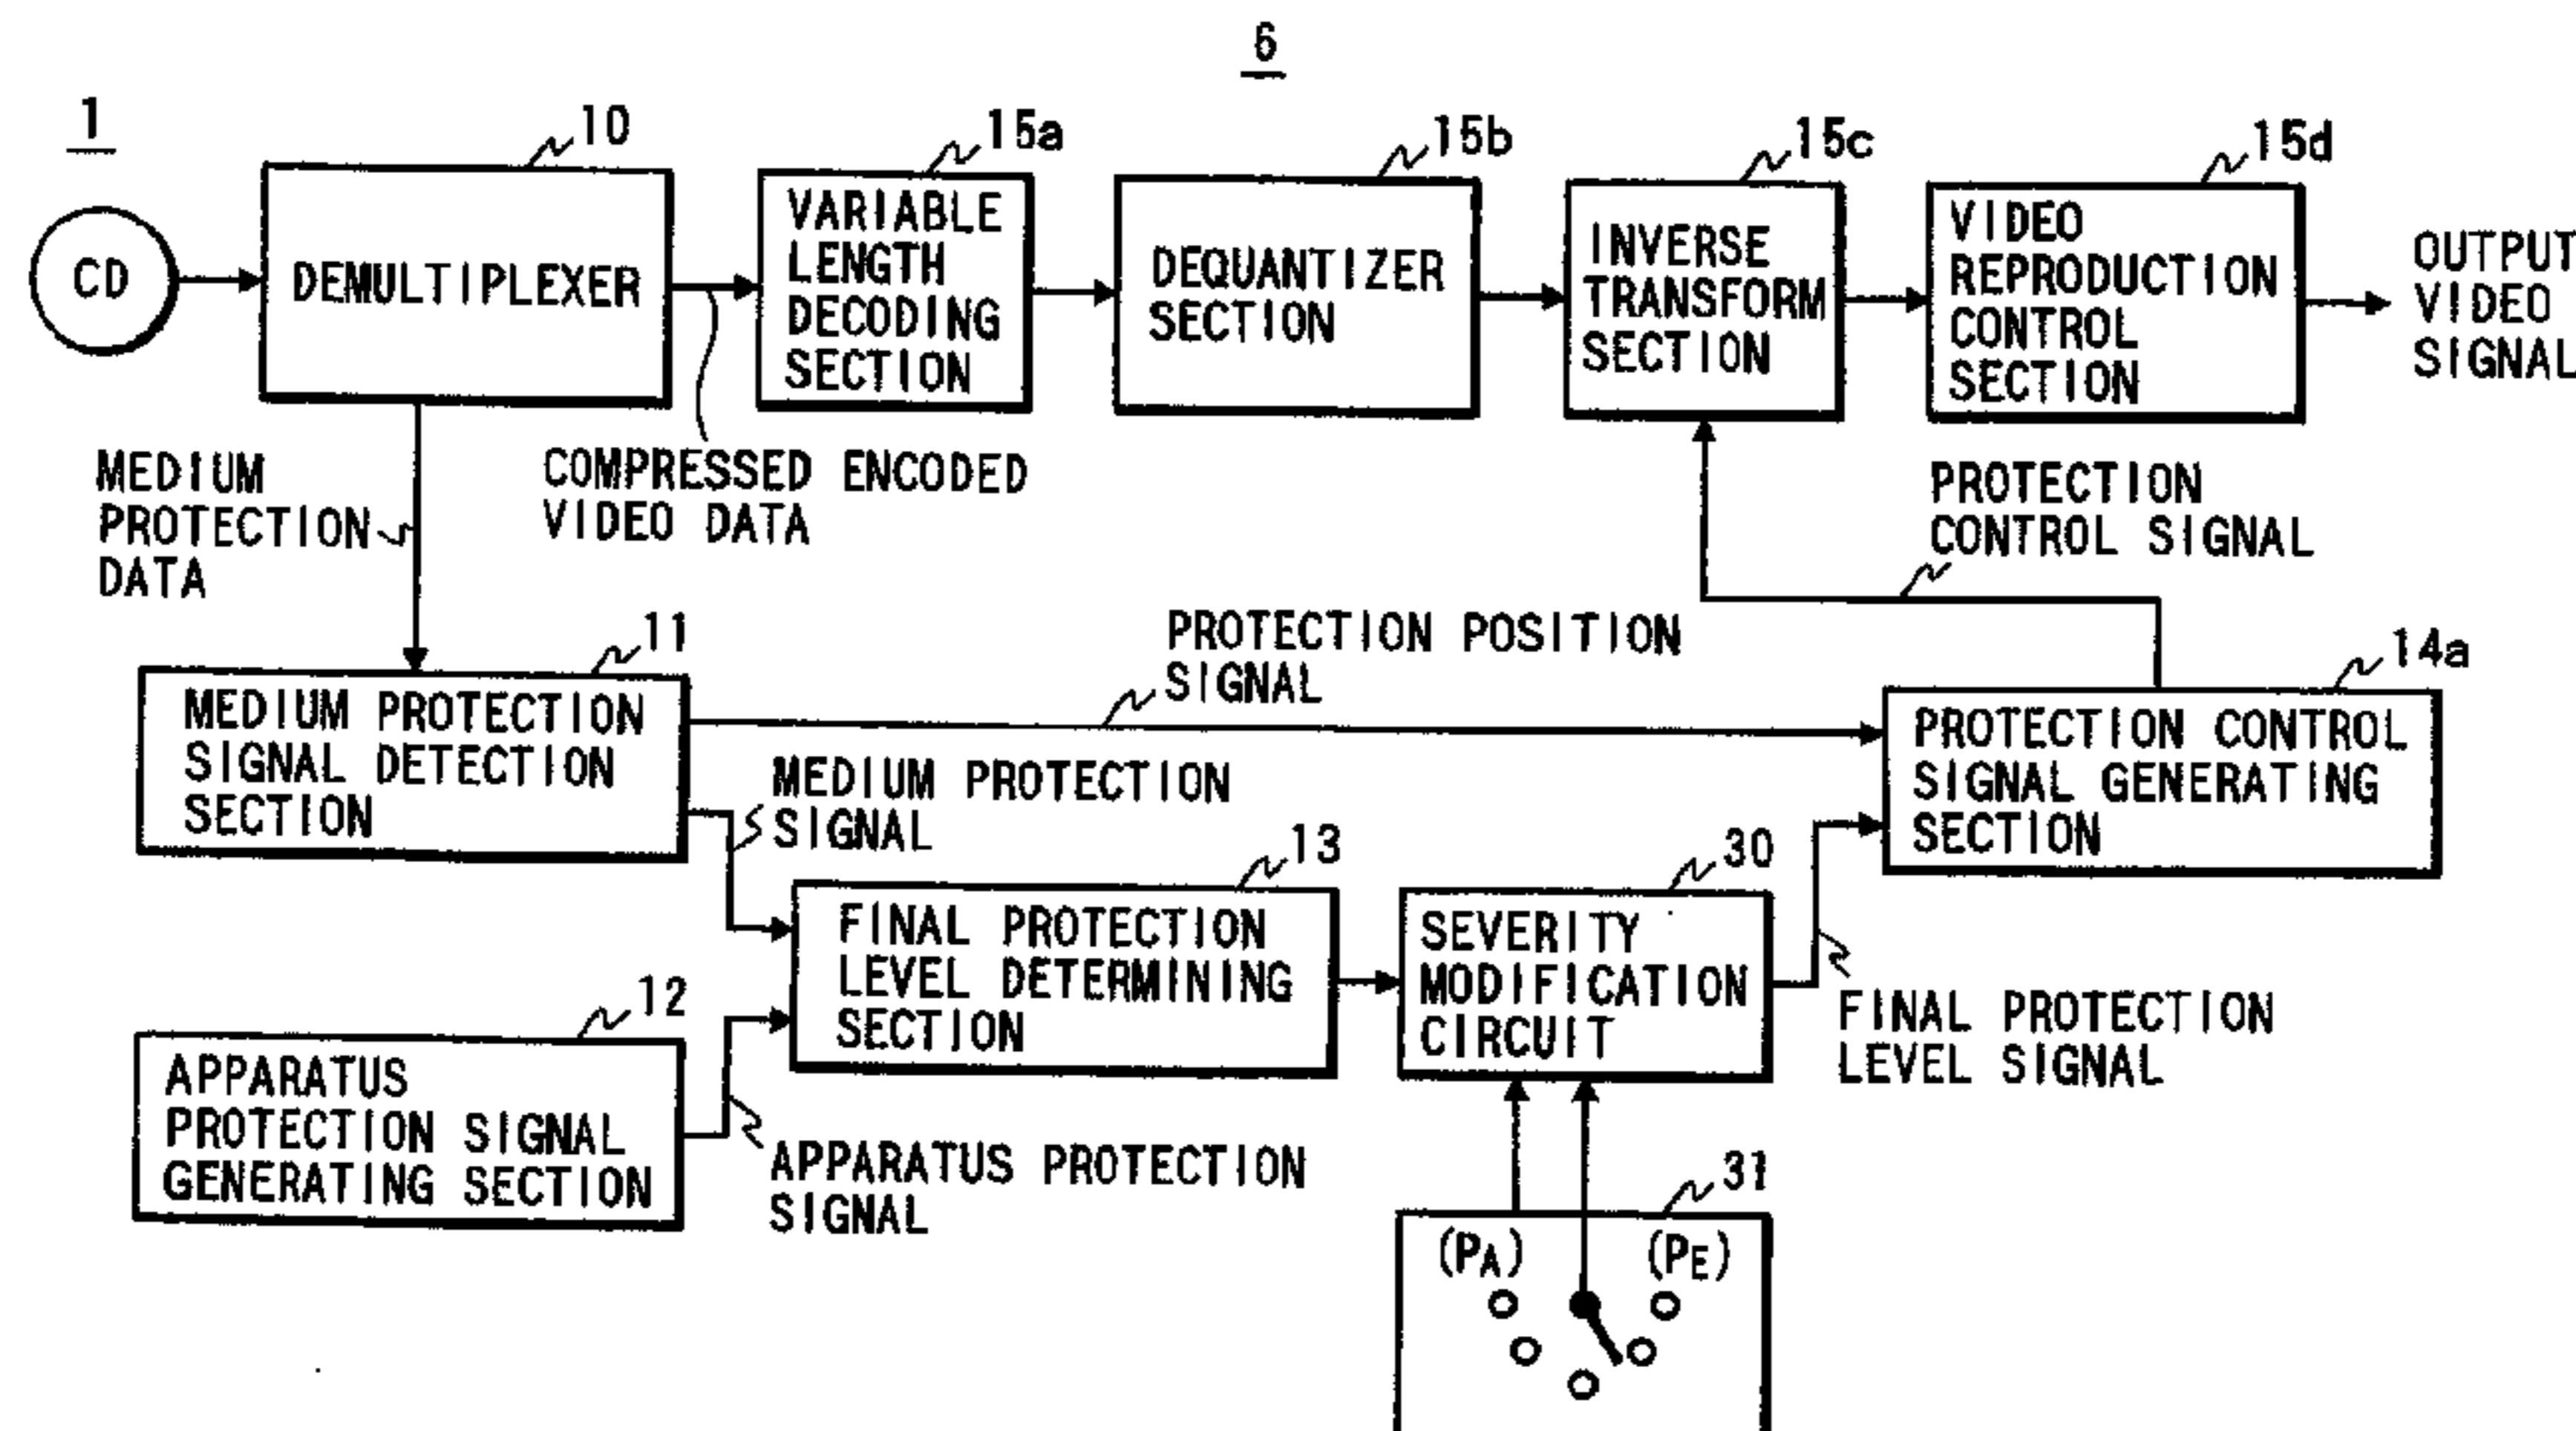 6
1
10
15a
15b
15c
15d
CD
DEMULTIPLEXER
VARIABLE
LENGTH
DECODING
SECTION
DEQUANTIZER
SECTION
INVERSE
TRANSFORM
SECTION
VIDEO
REPRODUCTION
CONTROL
SECTION
OUTPUT
VIDEO
SIGNAL
MEDIUM
PROTECTION
DATA
COMPRESSED ENCODED
VIDEO DATA
PROTECTION
CONTROL SIGNAL
11
PROTECTION POSITION
SIGNAL
14a
MEDIUM PROTECTION
SIGNAL DETECTION
SECTION
MEDIUM PROTECTION
SIGNAL
PROTECTION CONTROL
SIGNAL GENERATING
SECTION
13
30
FINAL PROTECTION
LEVEL DETERMINING
SECTION
SEVERITY
MODIFICATION
CIRCUIT
FINAL PROTECTION
LEVEL SIGNAL
12
APPARATUS
PROTECTION SIGNAL
GENERATING SECTION
APPARATUS PROTECTION
SIGNAL
31
(PA)
(PE)